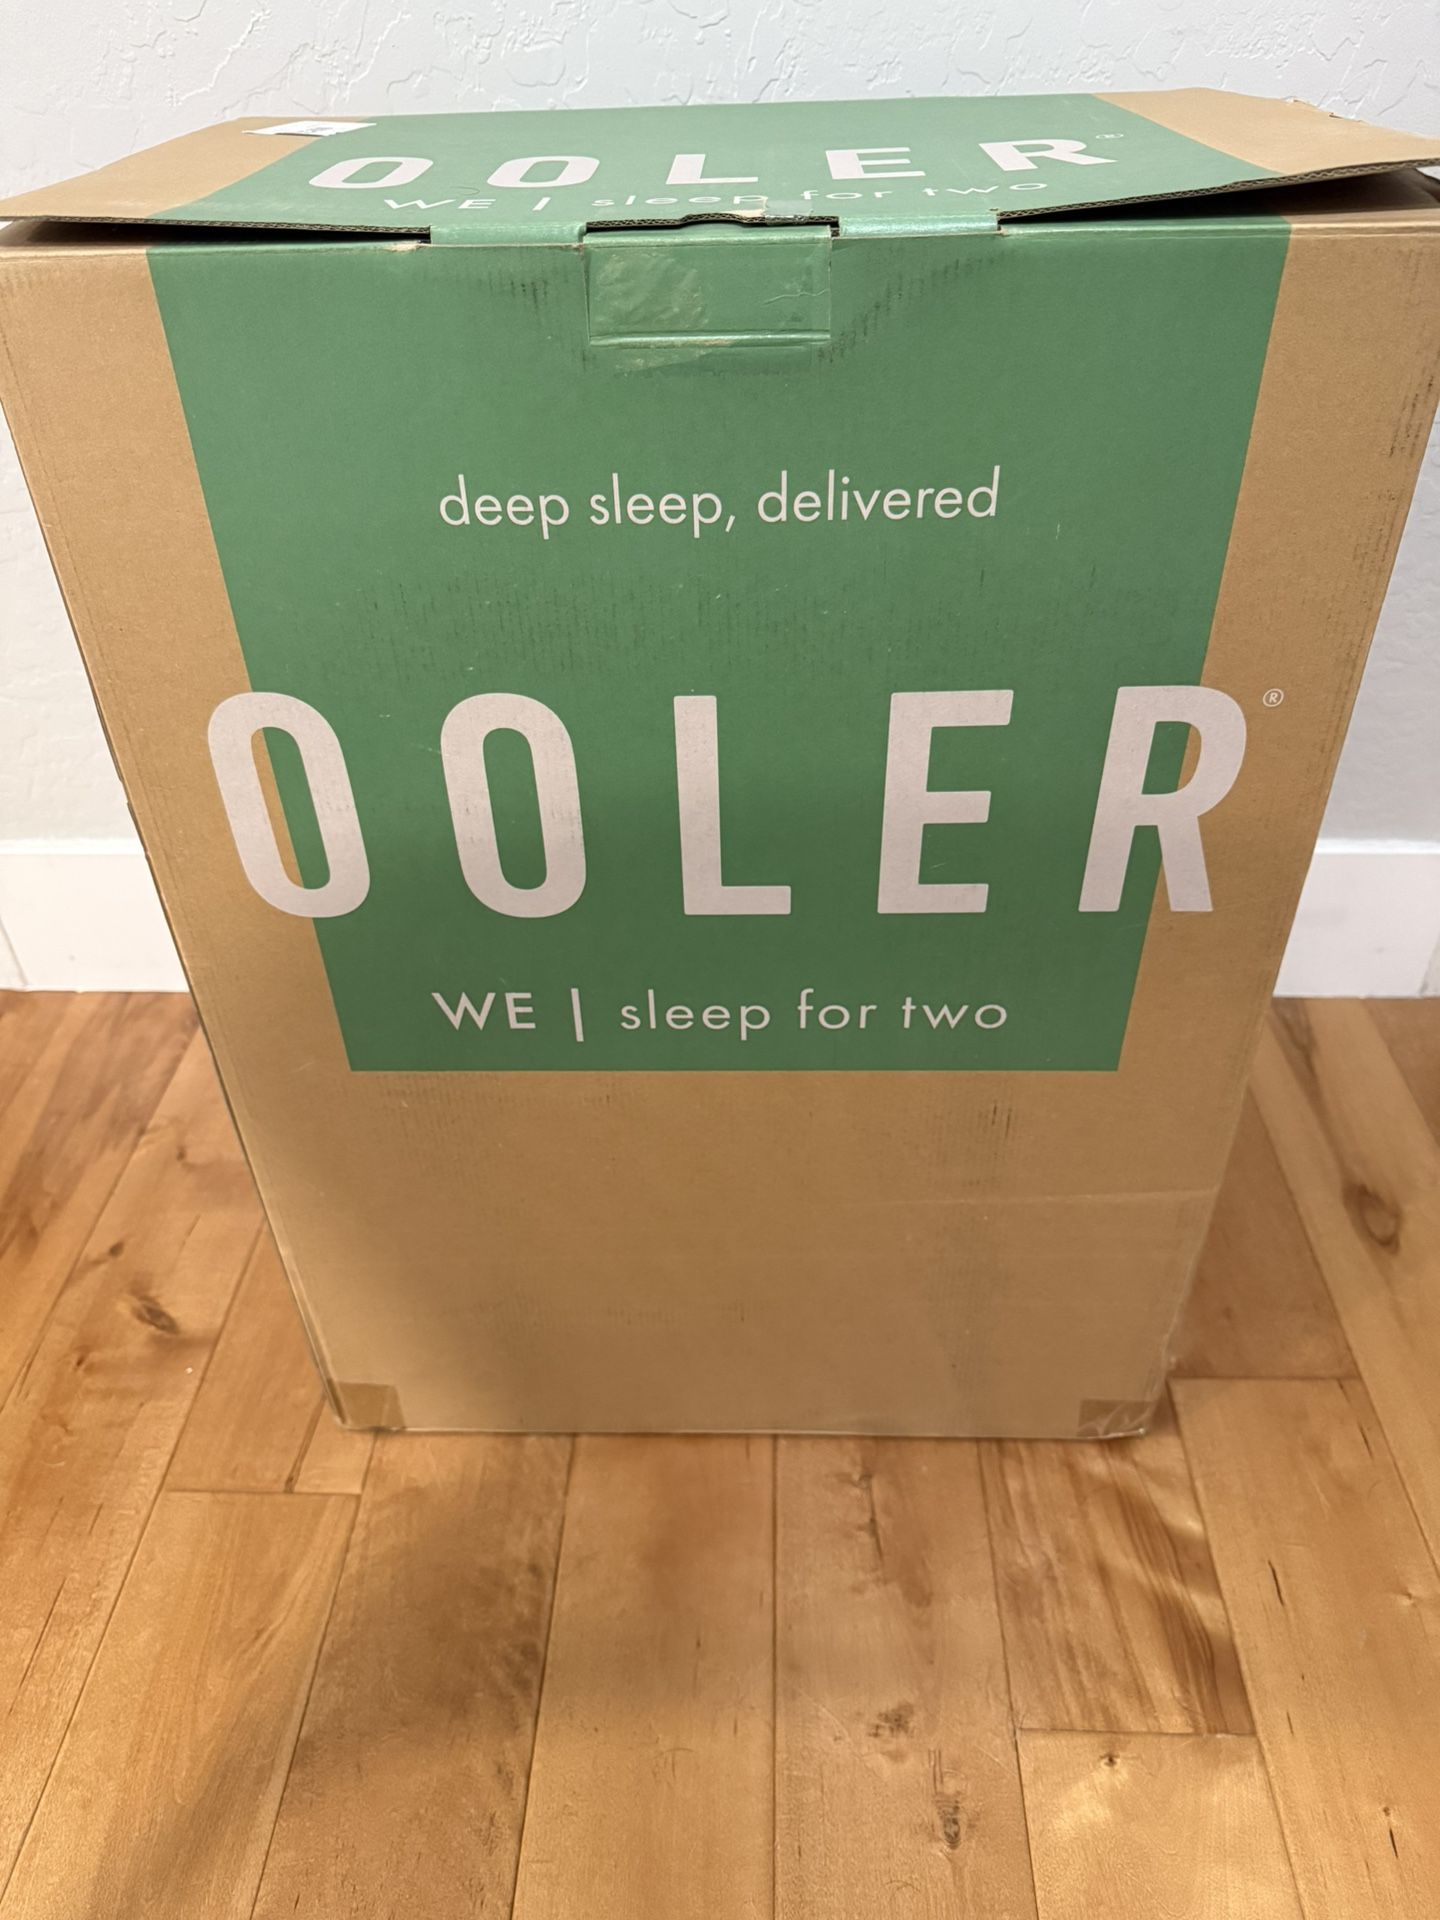 OOLER®
WE | sleep for two
deep sleep, delivered
OOLER®
WE | sleep for two